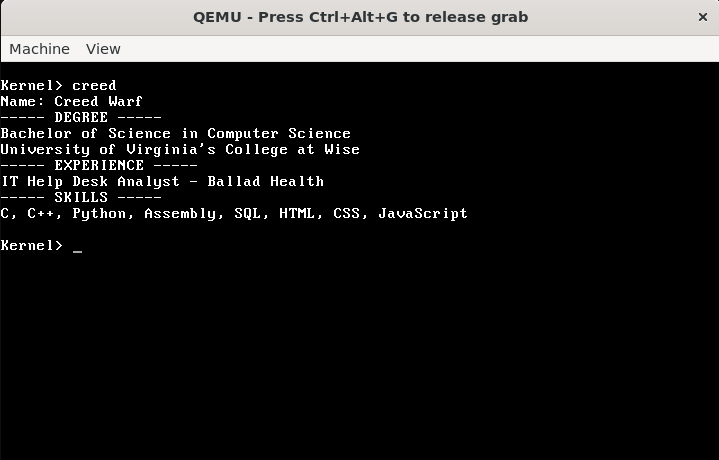 QEMU - Press Ctrl+Alt+G to release grab
Machine View
Kernel> creed
Name: Creed Warf
----- DEGREE -----
Bachelor of Science in Computer Science
University of Virginia's College at Wise
----- EXPERIENCE -----
IT Help Desk Analyst - Ballad Health
----- SKILLS -----
C, C++, Python, Assembly, SQL, HTML, CSS, JavaScript
Kernel> _